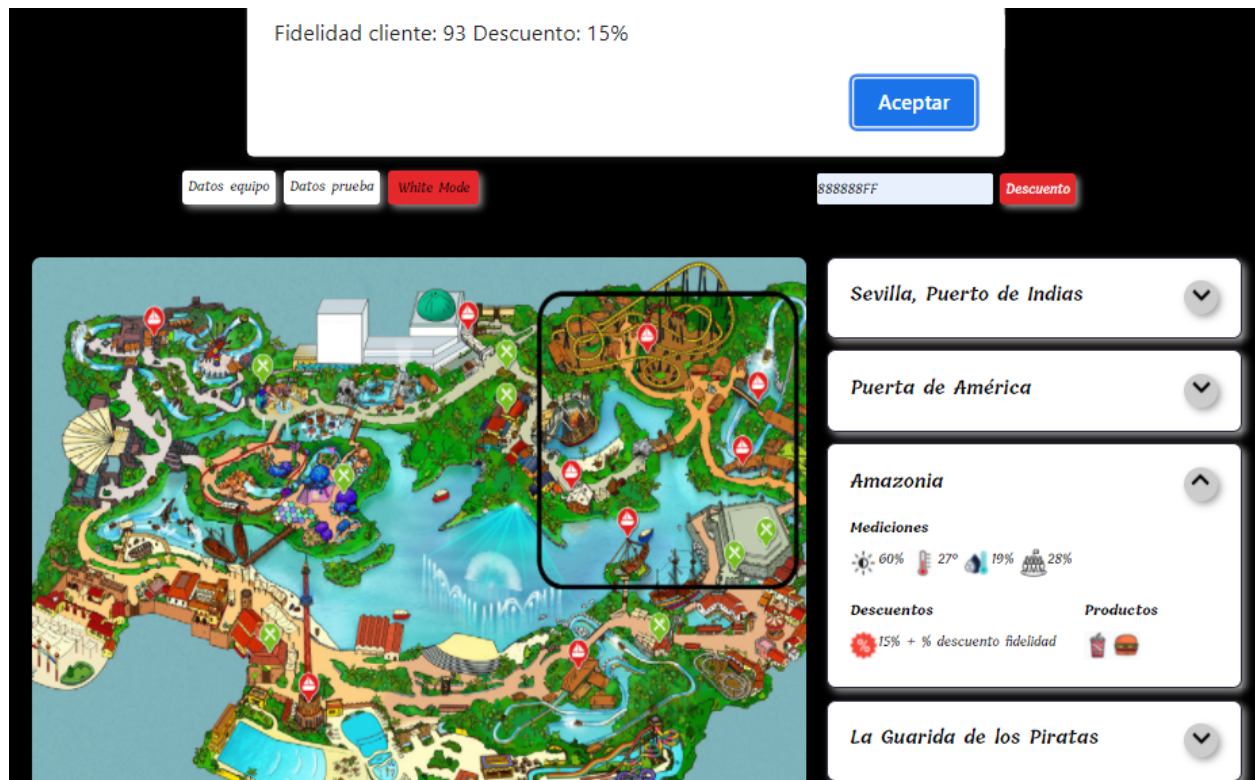 Fidelidad cliente: 93 Descuento: 15%
Aceptar
Datos equipo Datos prueba White Mode 888888FF Descuento
Sevilla, Puerto de Indias
Puerta de América
Amazonia
Mediciones
60% 27º 19% 28%
Descuentos Productos
% 15% + % descuento fidelidad
La Guarida de los Piratas